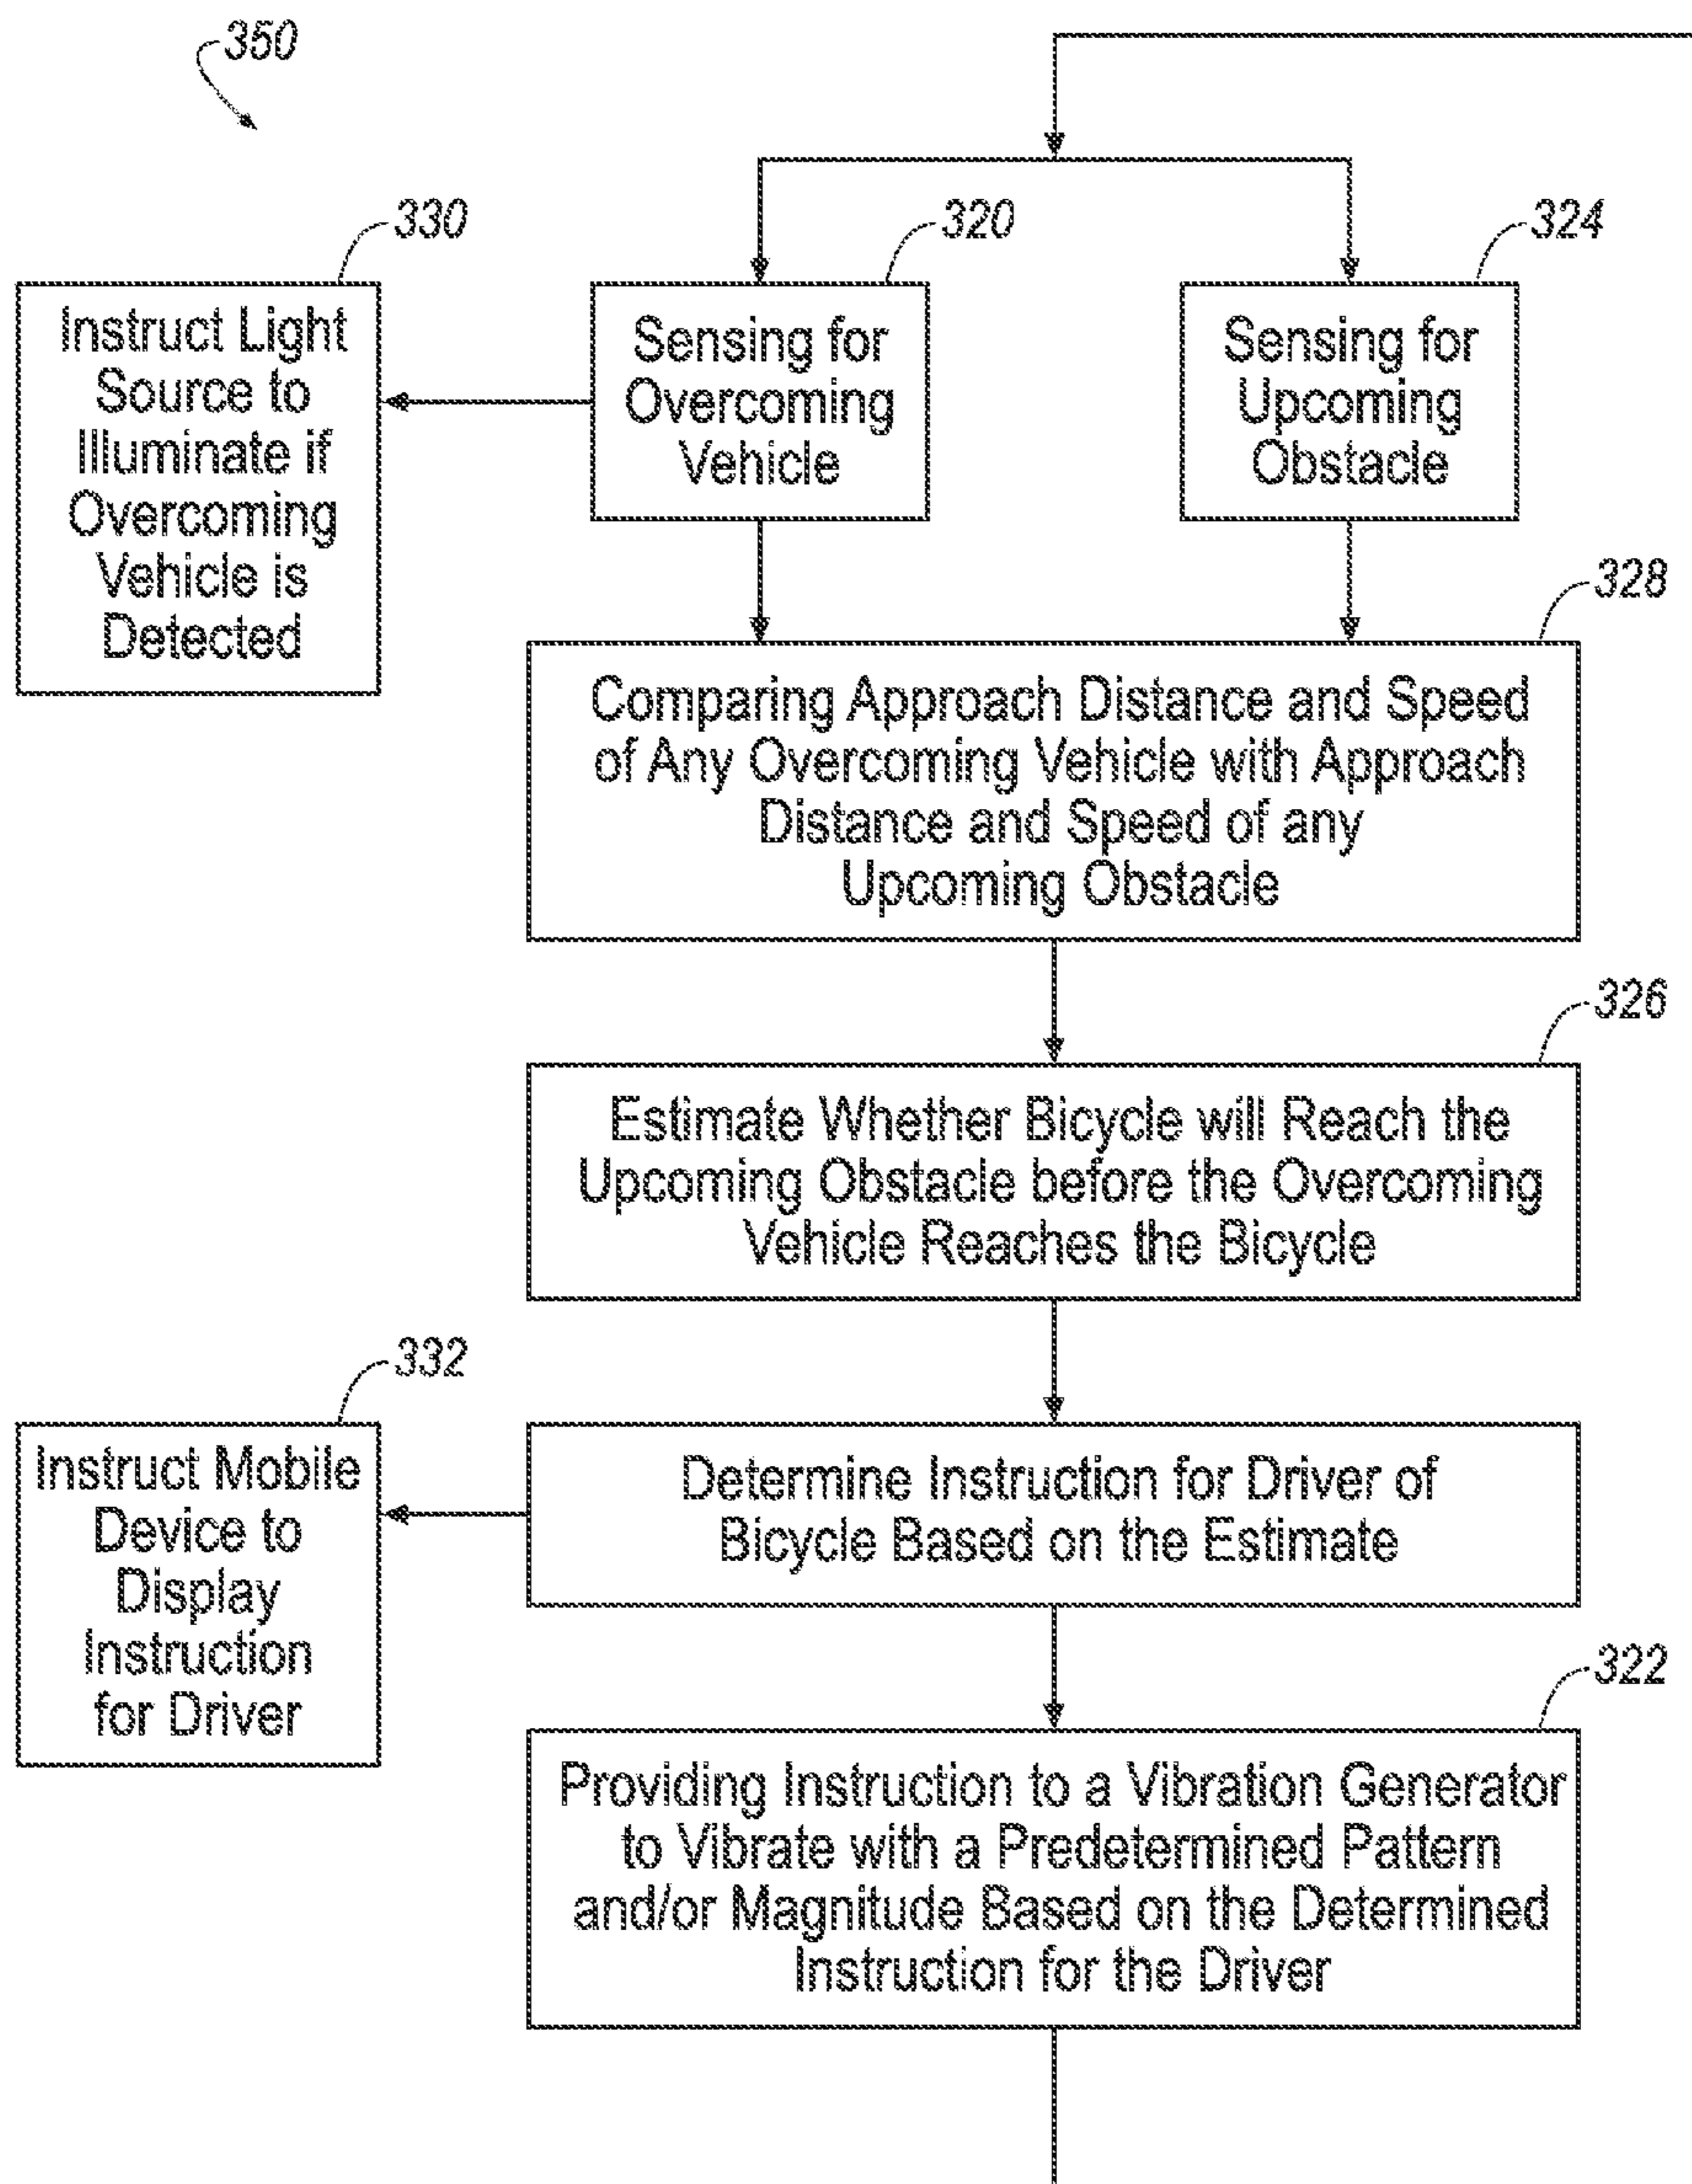 350
330
Instruct Light
Source to
Illuminate if
Overcoming
Vehicle is
Detected
320
Sensing for
Overcoming
Vehicle
324
Sensing for
Upcoming
Obstacle
328
Comparing Approach Distance and Speed
of Any Overcoming Vehicle with Approach
Distance and Speed of any
Upcoming Obstacle
326
Estimate Whether Bicycle will Reach the
Upcoming Obstacle before the Overcoming
Vehicle Reaches the Bicycle
332
Instruct Mobile
Device to
Display
Instruction
for Driver
Determine Instruction for Driver of
Bicycle Based on the Estimate
322
Providing Instruction to a Vibration Generator
to Vibrate with a Predetermined Pattern
and/or Magnitude Based on the Determined
Instruction for the Driver